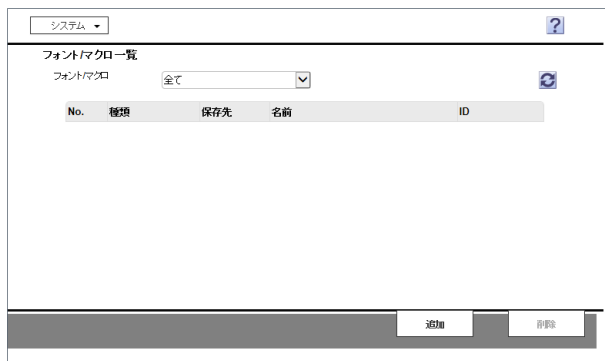 システム
?
フォント/マクロ一覧
フォント/マクロ 全て
No. 種類 保存先 名前 ID
追加 削除